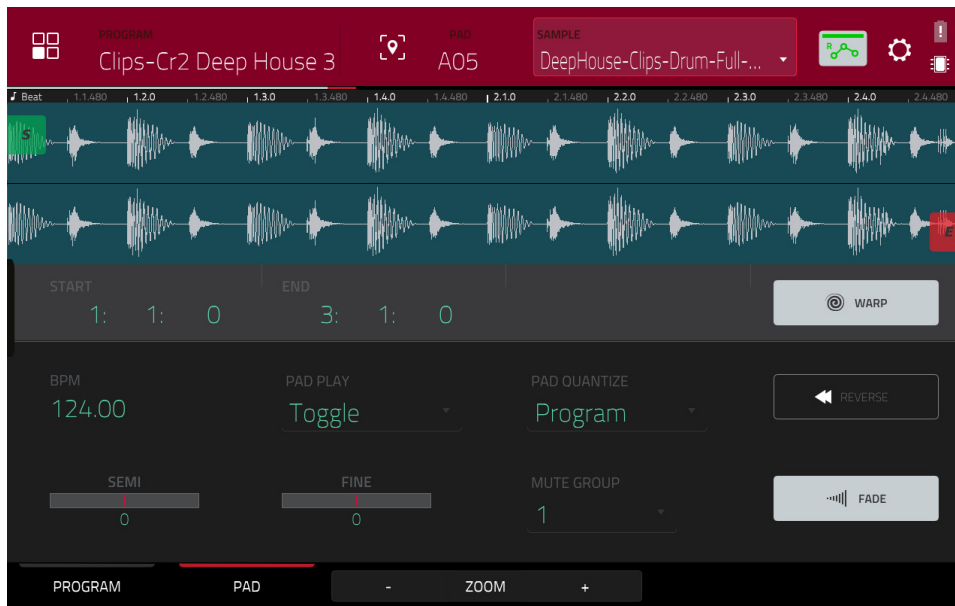 PROGRAM PAD SAMPLE
Clips-Cr2 Deep House 3 A05 DeepHouse-Clips-Drum-Full-...
R
Beat 1.1.480 1.2.0 1.2.480 1.3.0 1.3.480 1.4.0 1.4.480 2.1.0 2.1.480 2.2.0 2.2.480 2.3.0 2.3.480 2.4.0 2.4.480
S
E
START END
1: 1: 0 3: 1: 0
WARP
BPM PAD PLAY PAD QUANTIZE
124.00 Toggle Program
REVERSE
SEMI FINE MUTE GROUP
0 0 1
FADE
PROGRAM PAD - ZOOM +